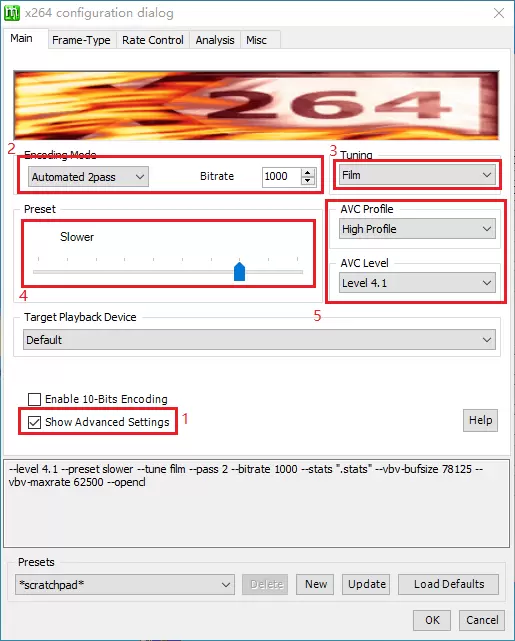 x264 configuration dialog
Main Frame-Type Rate Control Analysis Misc
264
2 Encoding Mode 3 Tuning
Automated 2pass Bitrate 1000 Film
Preset AVC Profile
Slower High Profile
AVC Level
4 Level 4.1
Target Playback Device 5
Default
Enable 10-Bits Encoding
Show Advanced Settings 1 Help
--level 4.1 --preset slower --tune film --pass 2 --bitrate 1000 --stats ".stats" --vbv-bufsize 78125 --
vbv-maxrate 62500 --opencl
Presets
*scratchpad* Delete New Update Load Defaults
OK Cancel